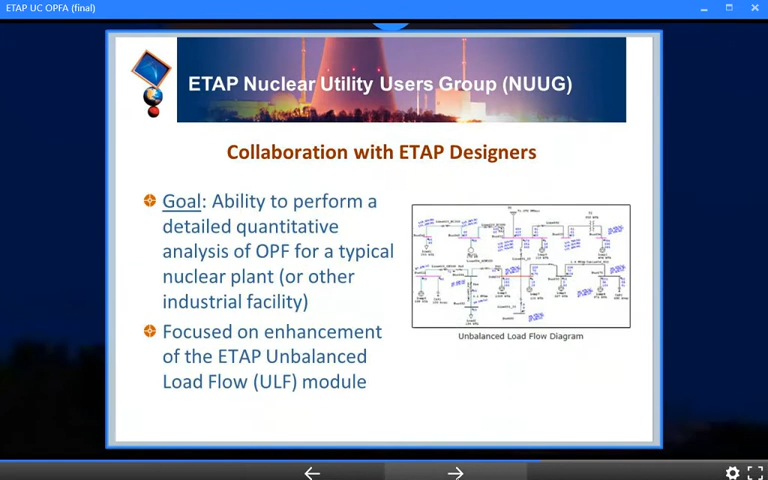 ETAP UC OPFA (final)
ETAP Nuclear Utility Users Group (NUUG)
Collaboration with ETAP Designers
Goal: Ability to perform a
detailed quantitative
analysis of OPF for a typical
nuclear plant (or other
industrial facility)
Focused on enhancement
of the ETAP Unbalanced
Load Flow (ULF) module
Unbalanced Load Flow Diagram